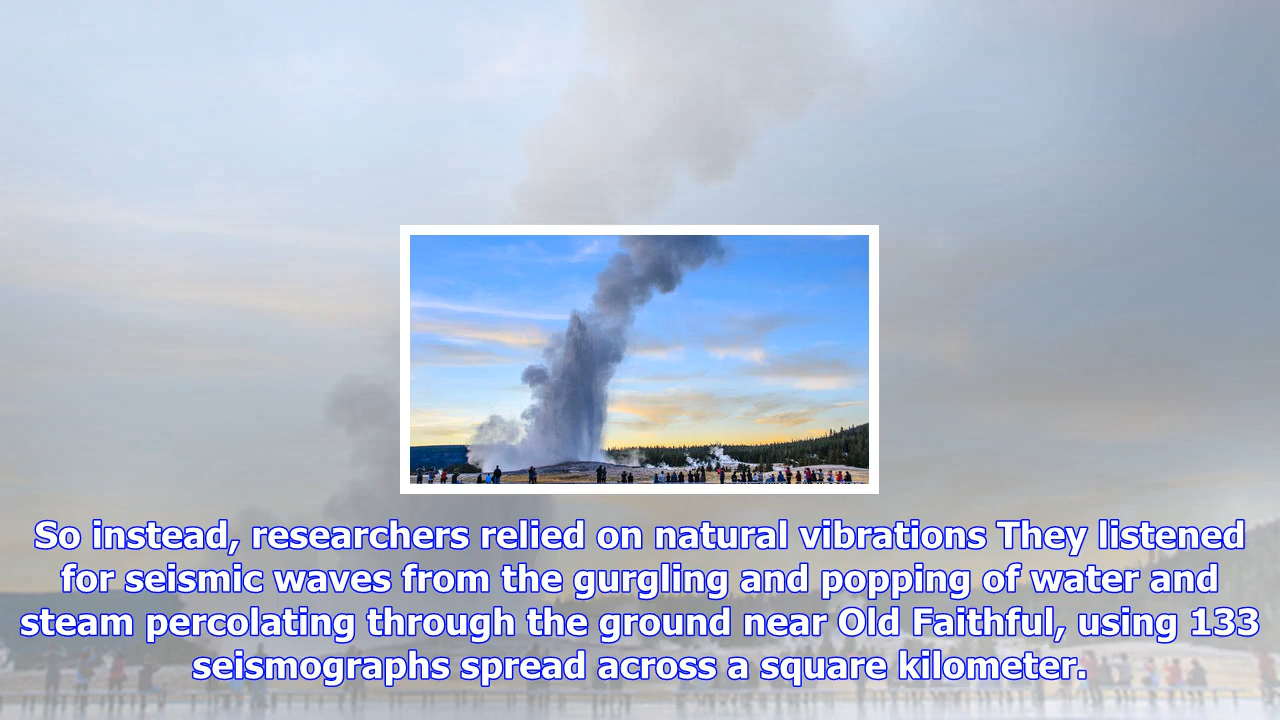 So instead, researchers relied on natural vibrations They listened
for seismic waves from the gurgling and popping of water and
steam percolating through the ground near Old Faithful, using 133
seismographs spread across a square kilometer.